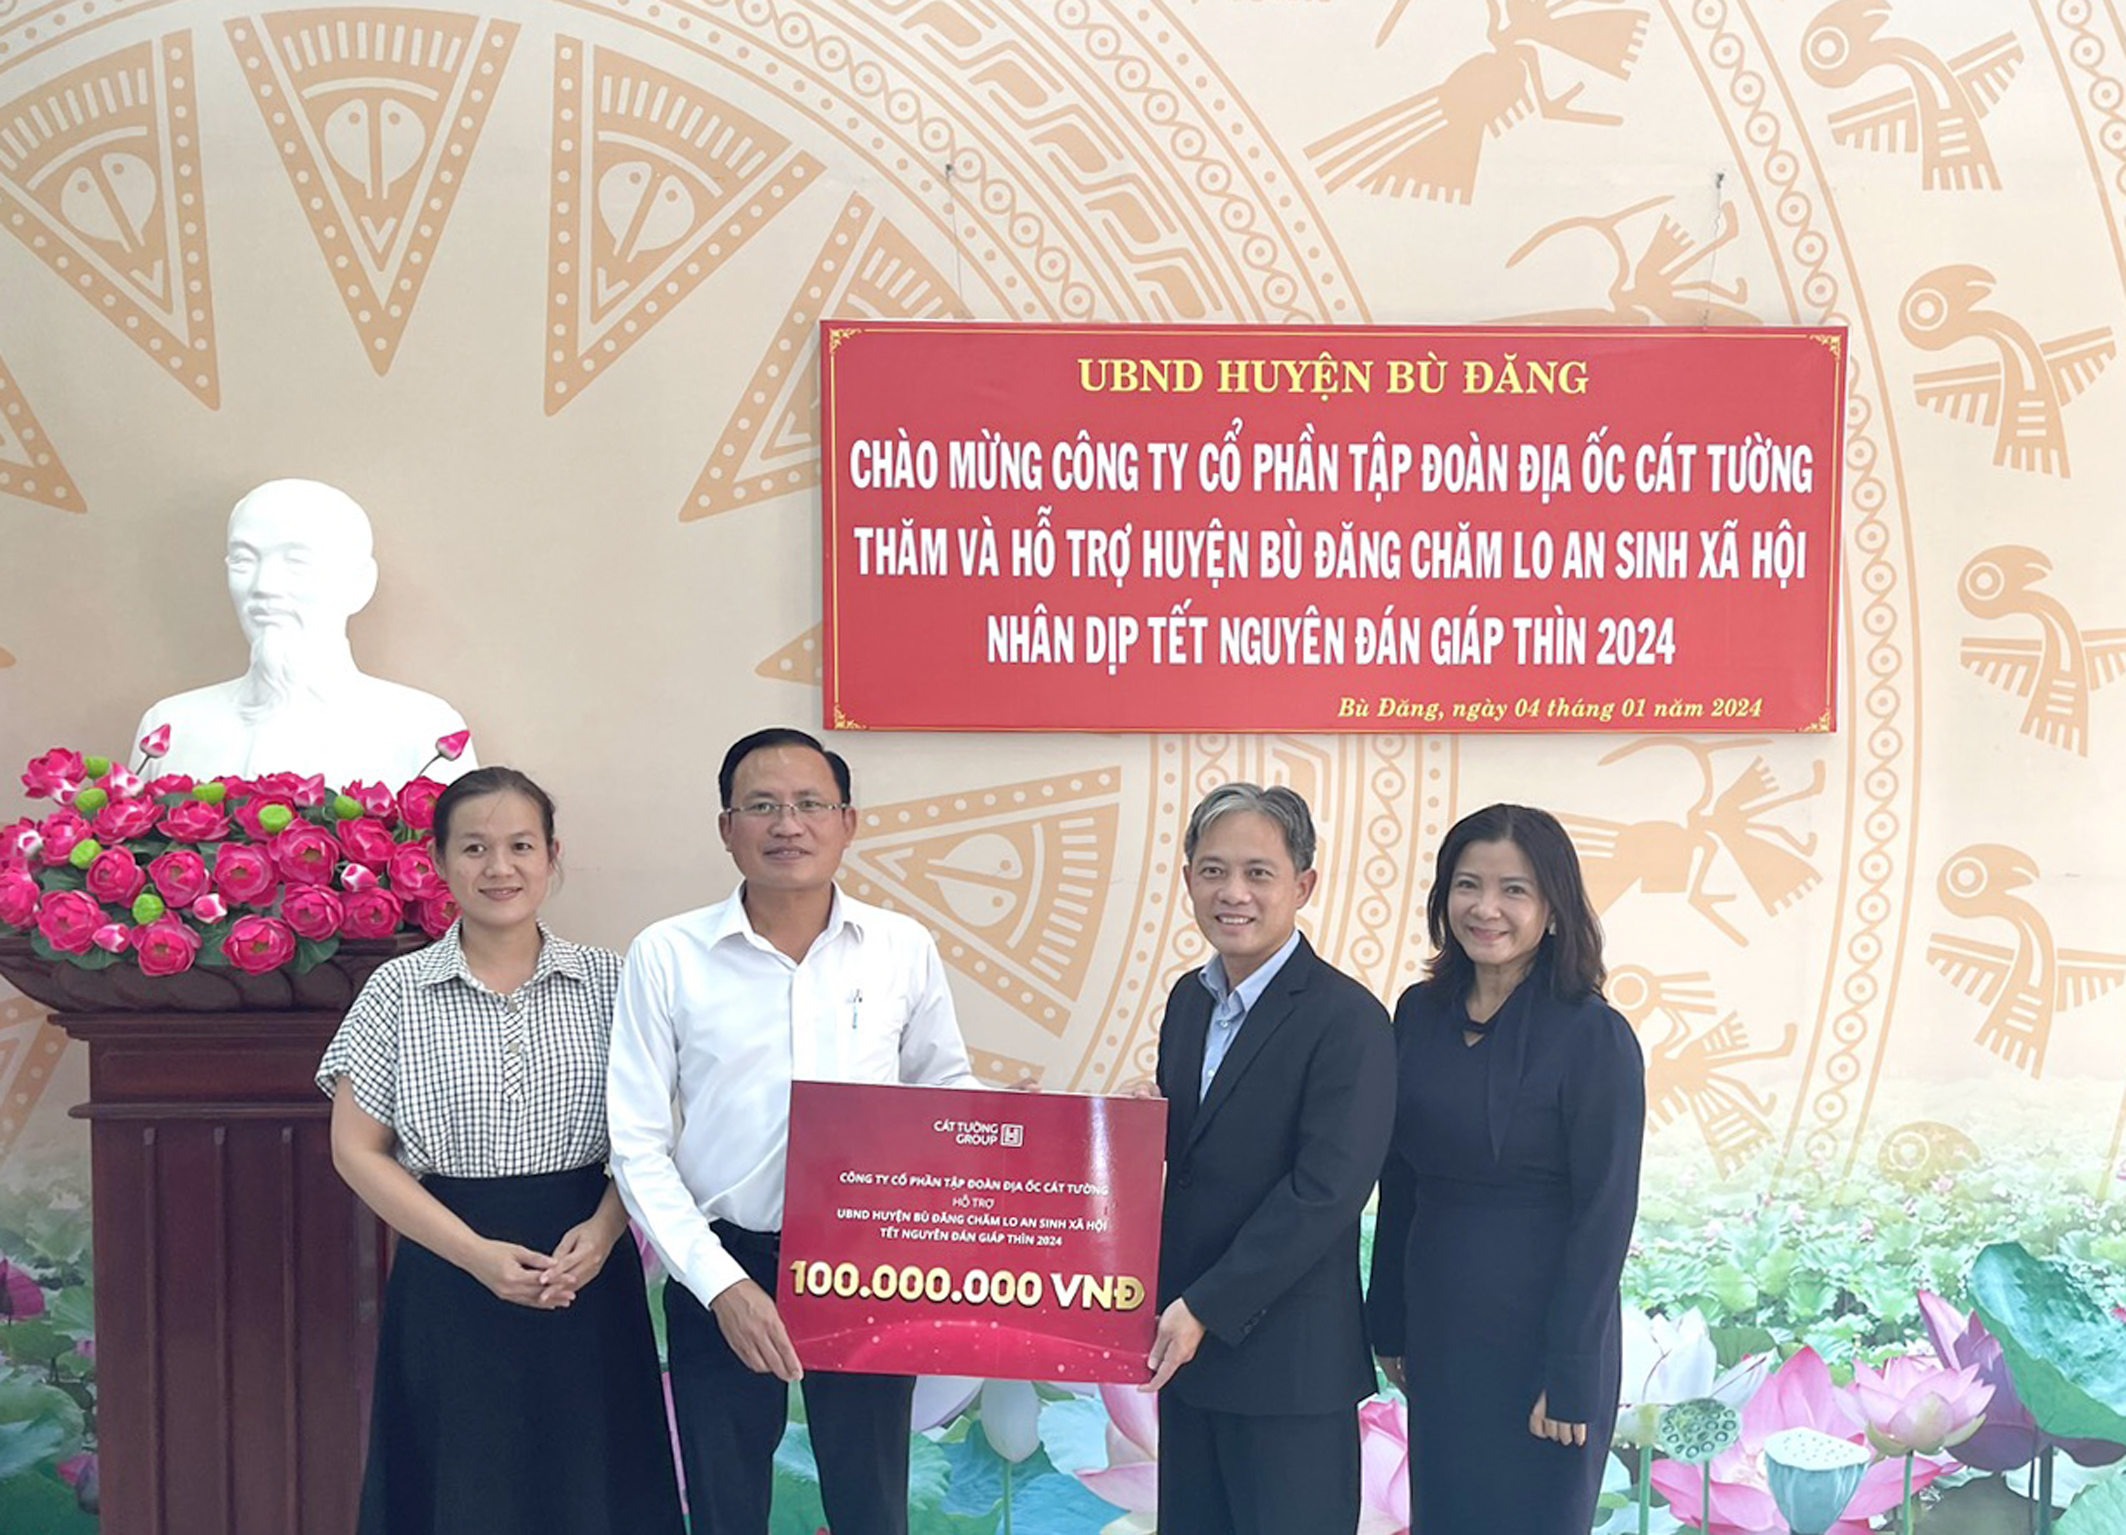 UBND HUYỆN BÙ ĐĂNG
CHÀO MỪNG CÔNG TY CỔ PHẦN TẬP ĐOÀN ĐỊA ỐC CÁT TƯỜNG
THĂM VÀ HỖ TRỢ HUYỆN BÙ ĐĂNG CHĂM LO AN SINH XÃ HỘI
NHÂN DỊP TẾT NGUYÊN ĐÁN GIÁP THÌN 2024
Bù Đăng, ngày 04 tháng 01 năm 2024
CÁT TƯỜNG
GROUP
CÔNG TY CỔ PHẦN TẬP ĐOÀN ĐỊA ỐC CÁT TƯỜNG
HỖ TRỢ
UBND HUYỆN BÙ ĐĂNG CHĂM LO AN SINH XÃ HỘI
TẾT NGUYÊN ĐÁN GIÁP THÌN 2024
100.000.000 VNĐ